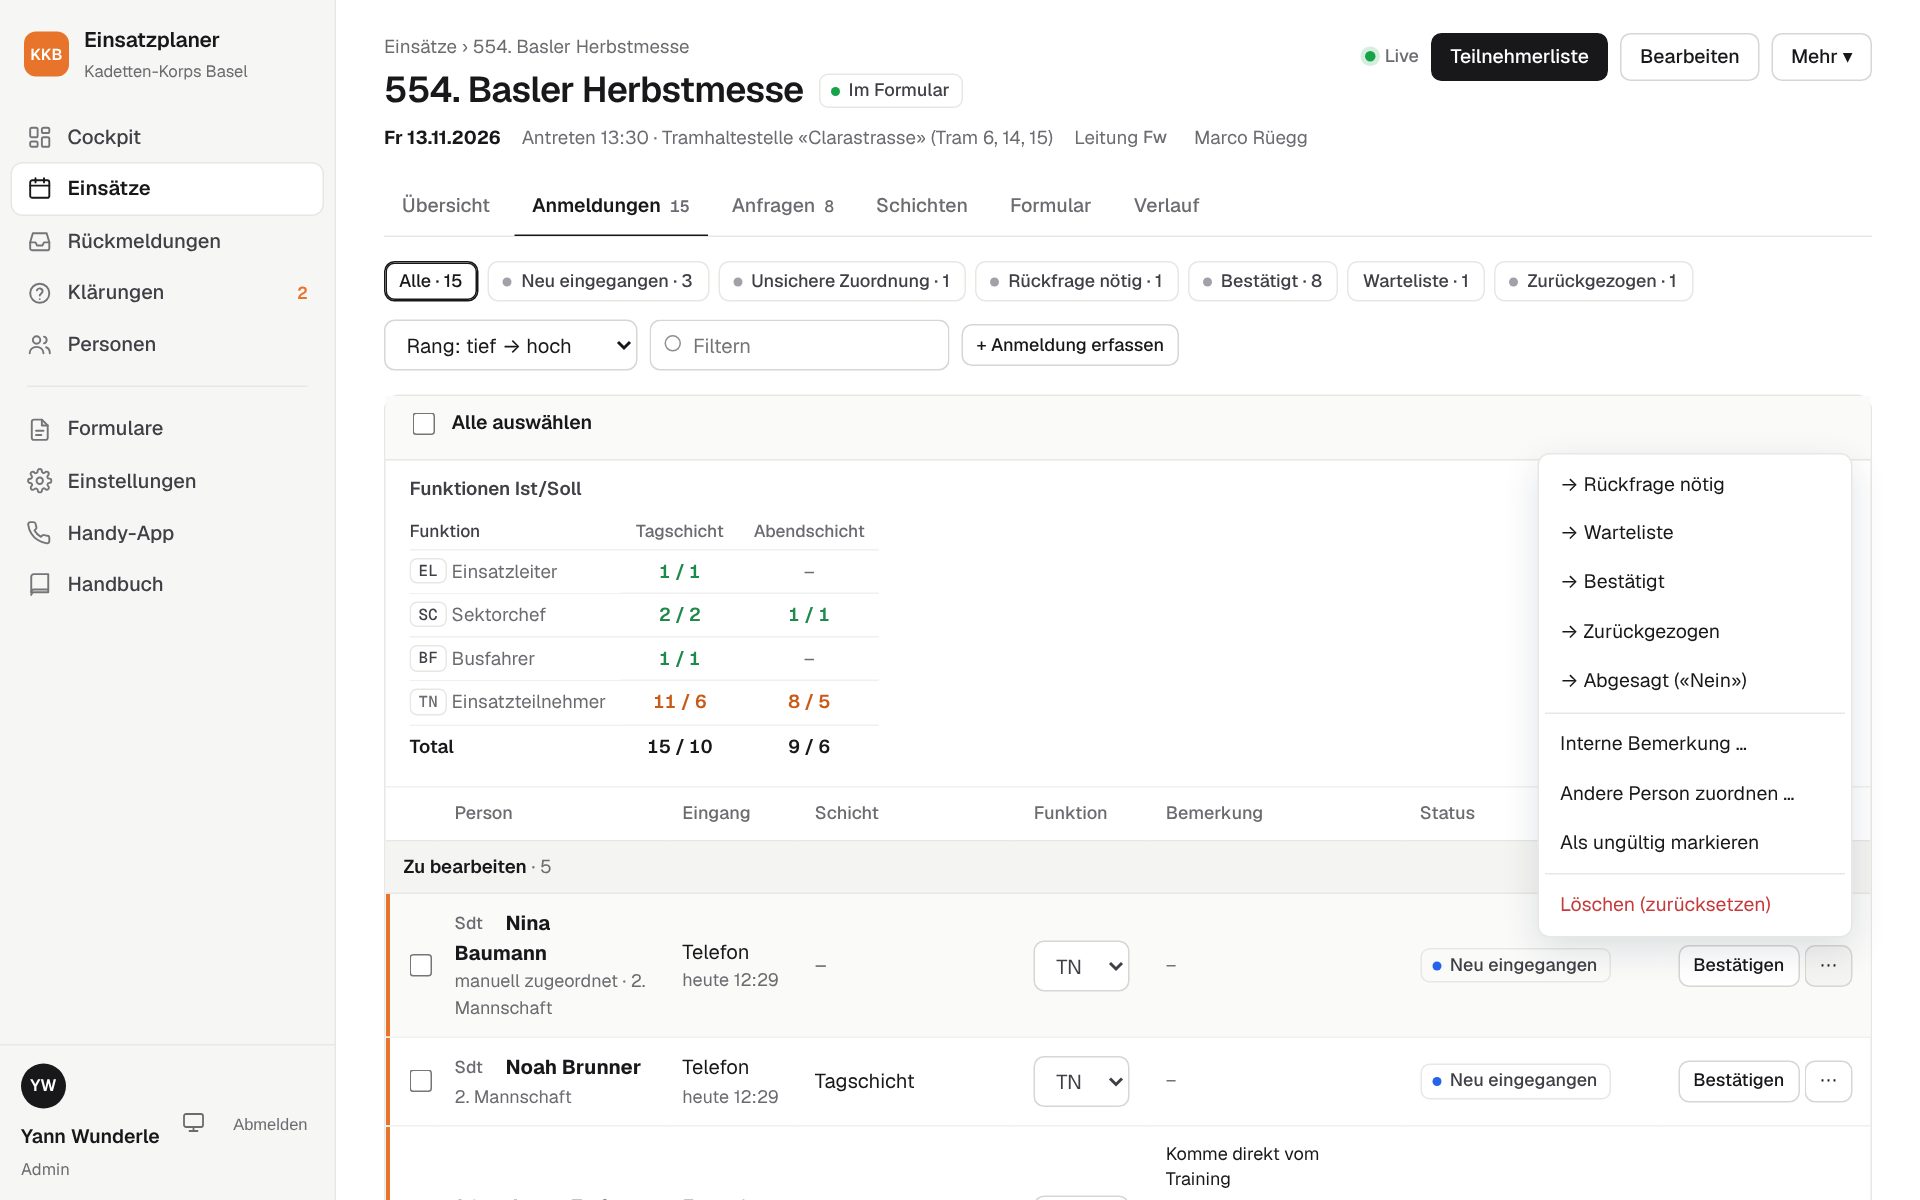 KKB
Einsatzplaner
Kadetten-Korps Basel
Cockpit
Einsätze
Rückmeldungen
Klärungen 2
Personen
Formulare
Einstellungen
Handy-App
Handbuch
YW
Yann Wunderle
Admin
Abmelden
Einsätze › 554. Basler Herbstmesse
554. Basler Herbstmesse
Im Formular
Live
Teilnehmerliste
Bearbeiten
Mehr ▾
Fr 13.11.2026 Antreten 13:30 · Tramhaltestelle «Clarastrasse» (Tram 6, 14, 15) Leitung Fw Marco Rüegg
Übersicht Anmeldungen 15 Anfragen 8 Schichten Formular Verlauf
Alle · 15 Neu eingegangen · 3 Unsichere Zuordnung · 1 Rückfrage nötig · 1 Bestätigt · 8 Warteliste · 1 Zurückgezogen · 1
Rang: tief → hoch Filtern + Anmeldung erfassen
Alle auswählen
Funktionen Ist/Soll
Funktion Tagschicht Abendschicht
EL Einsatzleiter 1 / 1 –
SC Sektorchef 2 / 2 1 / 1
BF Busfahrer 1 / 1 –
TN Einsatzteilnehmer 11 / 6 8 / 5
Total 15 / 10 9 / 6
→ Rückfrage nötig
→ Warteliste
→ Bestätigt
→ Zurückgezogen
→ Abgesagt («Nein»)
Interne Bemerkung ...
Andere Person zuordnen ...
Als ungültig markieren
Löschen (zurücksetzen)
Person Eingang Schicht Funktion Bemerkung Status
Zu bearbeiten · 5
Sdt Nina
Baumann
manuell zugeordnet · 2.
Mannschaft
Telefon
heute 12:29
–
TN
–
Neu eingegangen
Bestätigen
···
Sdt Noah Brunner
2. Mannschaft
Telefon
heute 12:29
Tagschicht
TN
–
Neu eingegangen
Bestätigen
···
Komme direkt vom
Training